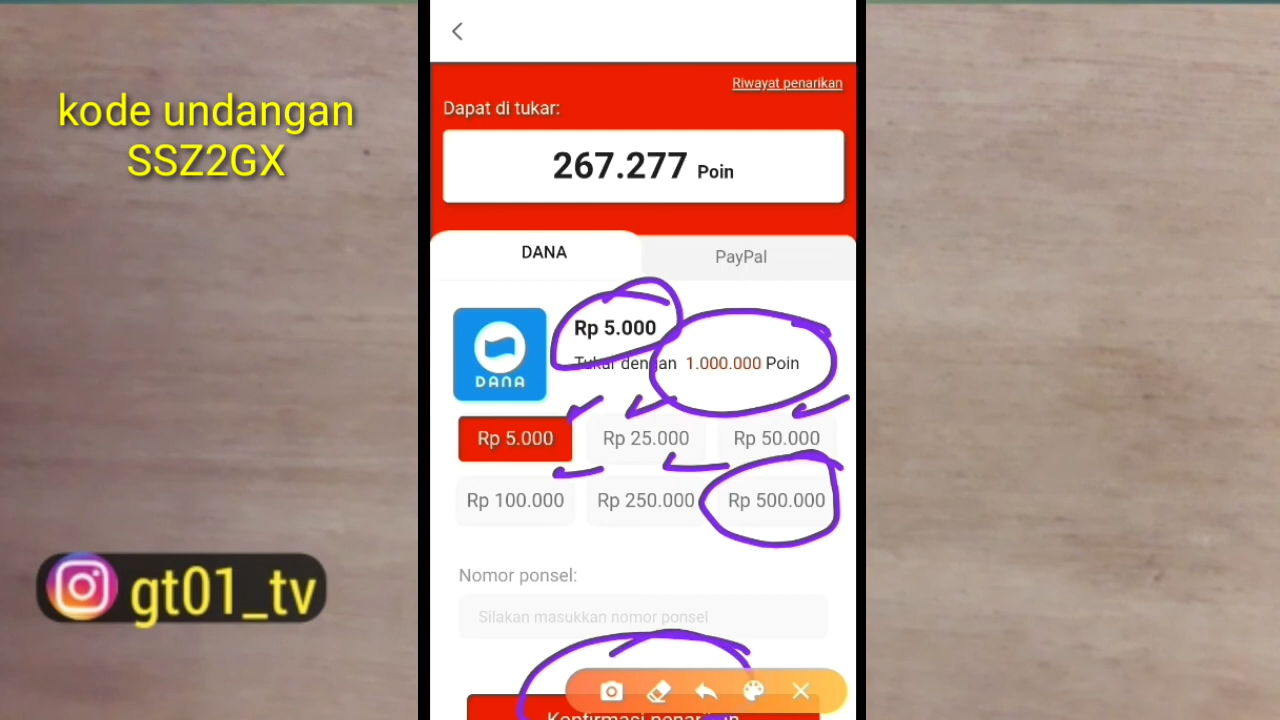 kode undangan
SSZ2GX
gt01_tv
Riwayat penarikan
Dapat di tukar:
267.277 Poin
DANA
PayPal
DANA
Rp 5.000
Tukar dengan 1.000.000 Poin
Rp 5.000
Rp 25.000
Rp 50.000
Rp 100.000
Rp 250.000
Rp 500.000
Nomor ponsel:
Silakan masukkan nomor ponsel
Konfirmasi penarikan